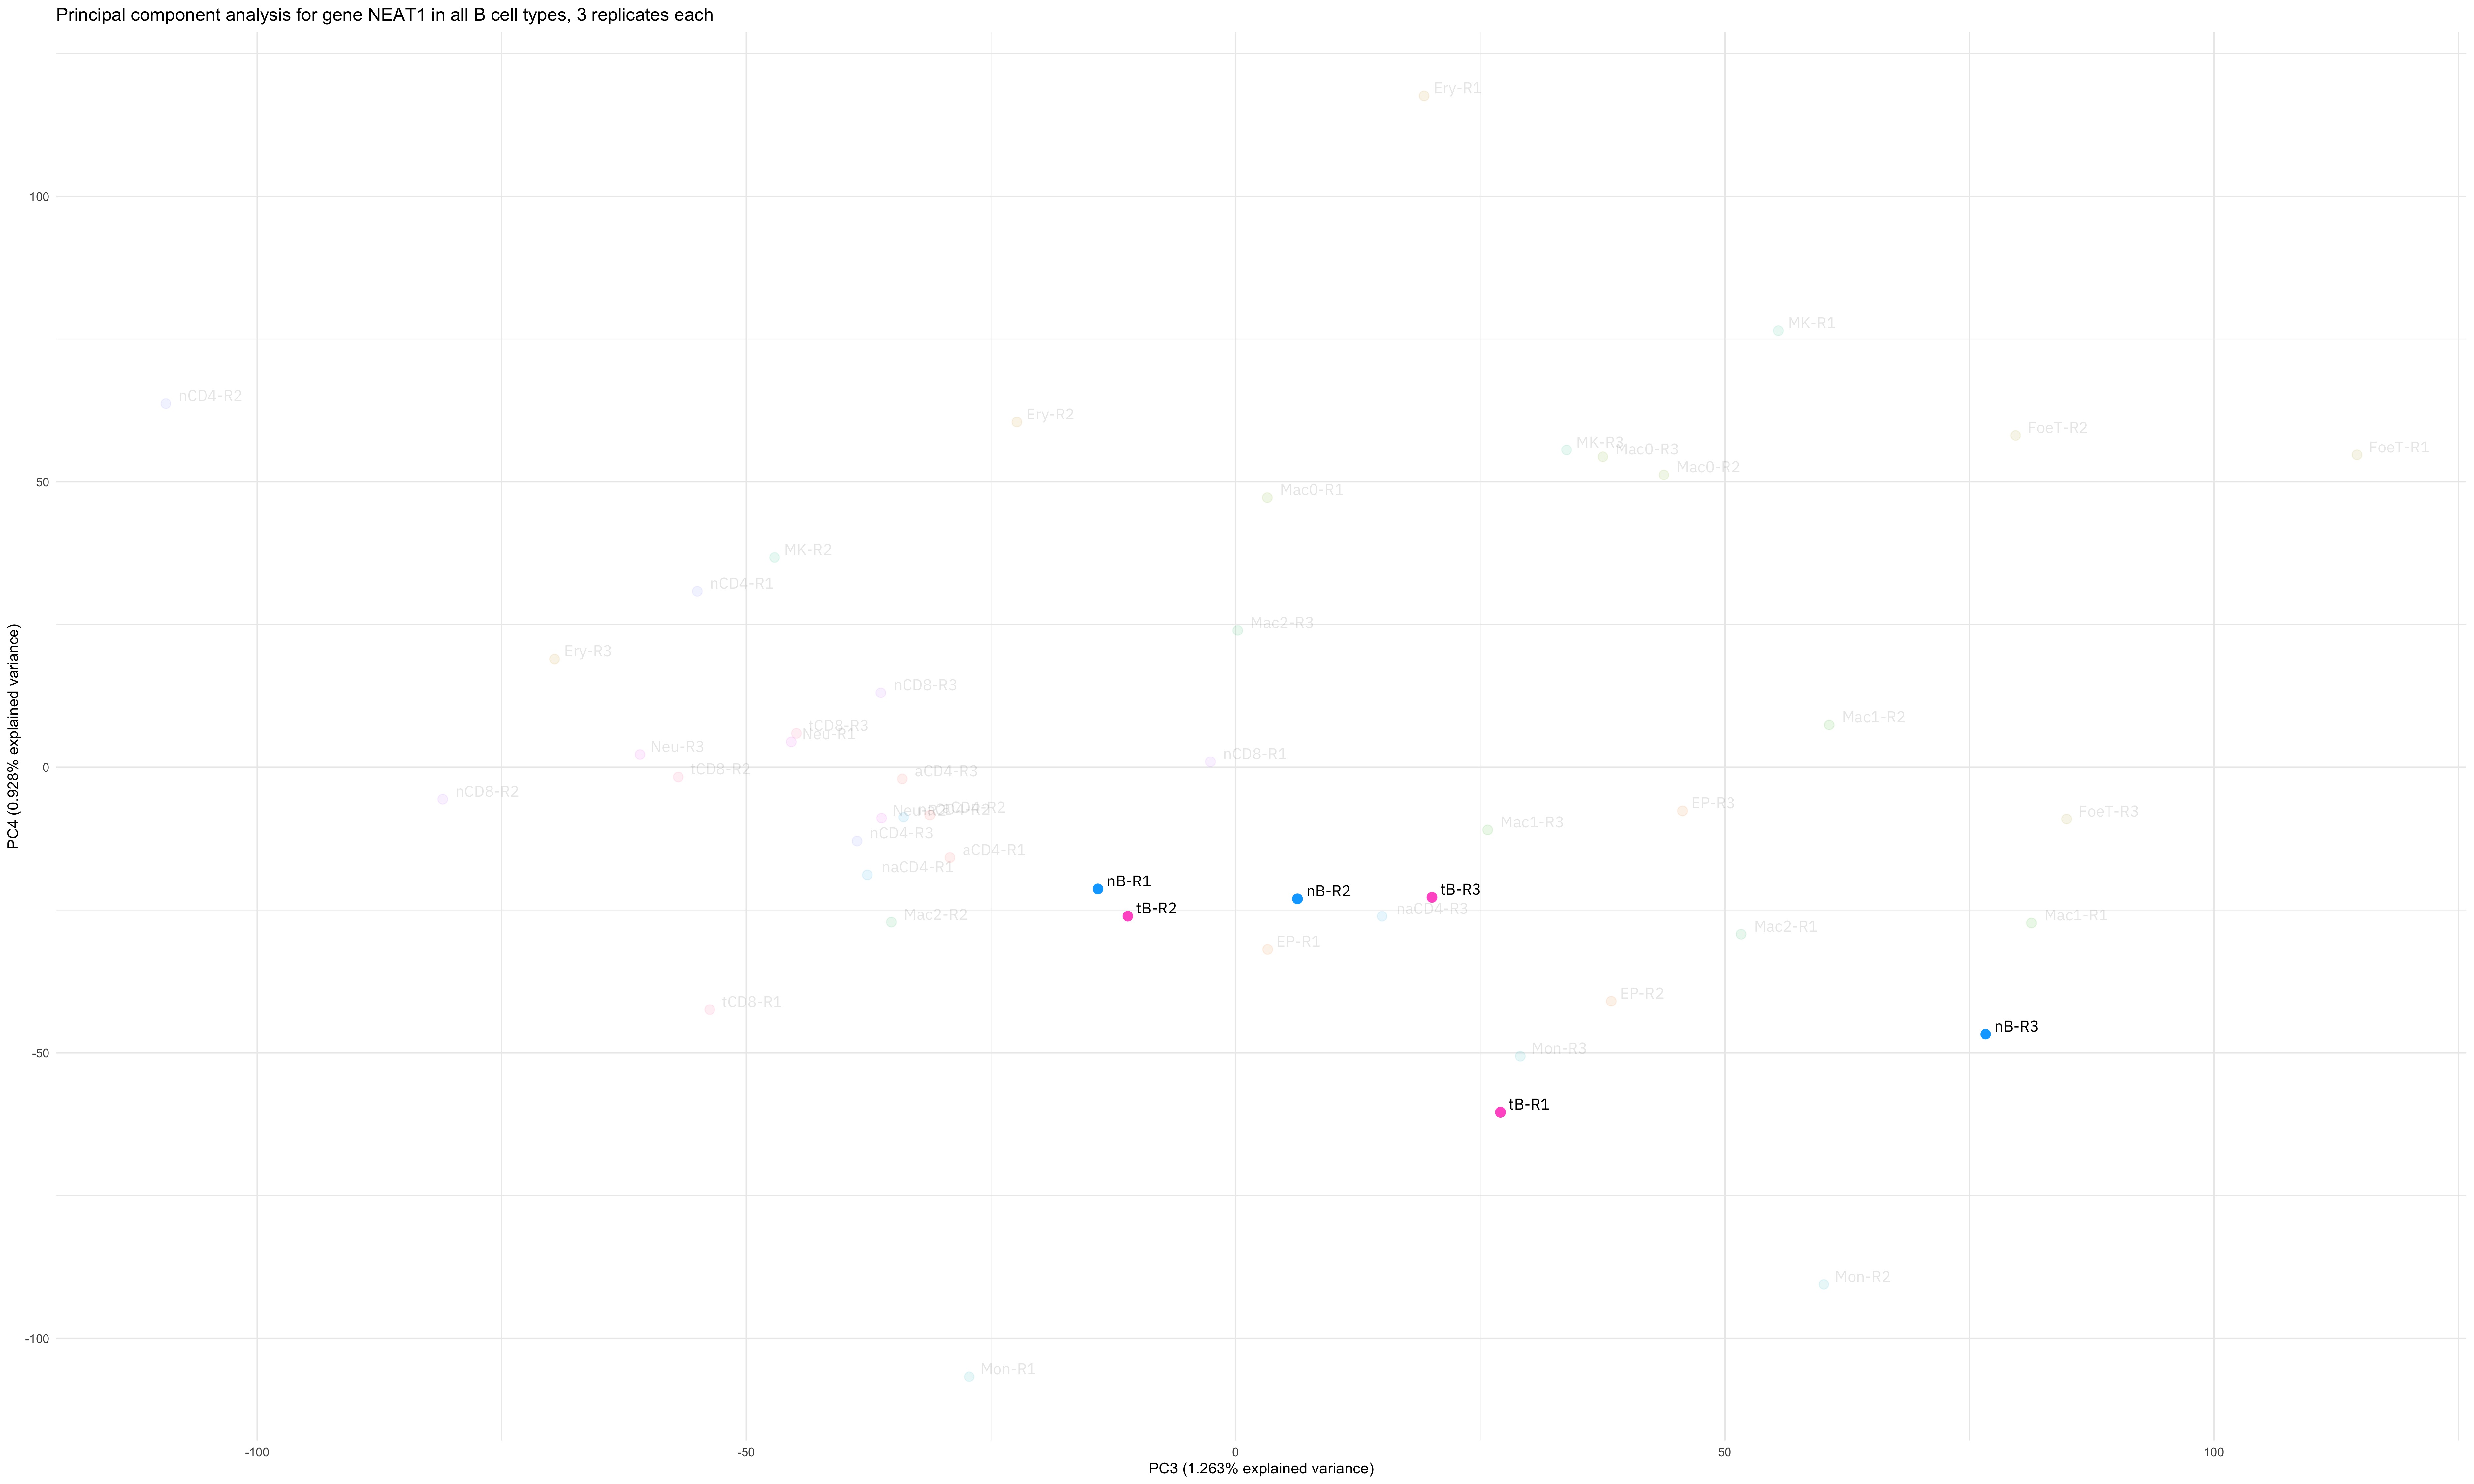 Principal component analysis for gene NEAT1 in all B cell types, 3 replicates each
Ery-R1
100
MK-R1
nCD4-R2
Ery-R2
FoeT-R2
MK-R3
Mac0-R3
FoeT-R1
Mac0-R2
50
Mac0-R1
MK-R2
nCD4-R1
Mac2-R3
Ery-R3
nCD8-R3
Mac1-R2
tCD8-R3
Neu-R1
Neu-R3
nCD8-R1
0
tCD8-R2
aCD4-R3
nCD8-R2
EP-R3
Neu-R2
naCD4-R2
aCD4-R2
FoeT-R3
Mac1-R3
nCD4-R3
aCD4-R1
naCD4-R1
nB-R1
tB-R3
nB-R2
tB-R2
naCD4-R3
Mac2-R2
Mac1-R1
Mac2-R1
EP-R1
EP-R2
tCD8-R1
nB-R3
Mon-R3
-50
tB-R1
Mon-R2
-100
Mon-R1
PC4 (0.928% explained variance)
-100
-50
0
50
100
PC3 (1.263% explained variance)